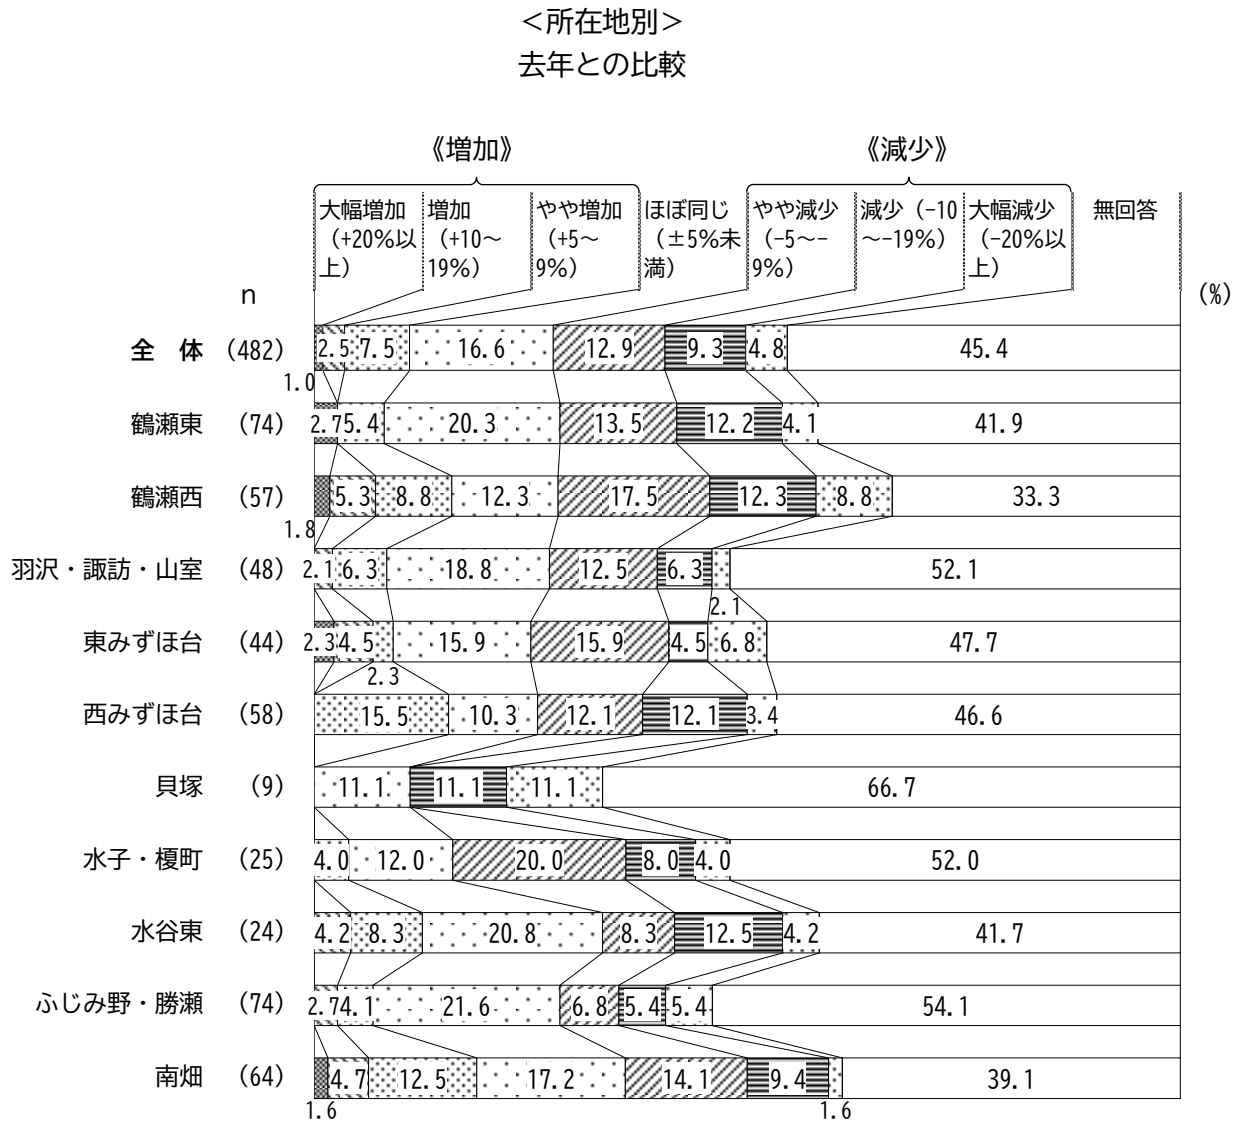 ＜所在地別＞
去年との比較
《増加》 《減少》
大幅増加（+20%以上） 増加（+10～19%） やや増加（+5～9%） ほぼ同じ（±5%未満） やや減少（-5～-9%） 減少（-10～-19%） 大幅減少（-20%以上） 無回答
n (%)
全　体 (482) 2.5 7.5 16.6 12.9 9.3 4.8 45.4
1.0
鶴瀬東 (74) 2.7 5.4 20.3 13.5 12.2 4.1 41.9
鶴瀬西 (57) 5.3 8.8 12.3 17.5 12.3 8.8 33.3
1.8
羽沢・諏訪・山室 (48) 2.1 6.3 18.8 12.5 6.3 52.1
2.1
東みずほ台 (44) 2.3 4.5 15.9 15.9 4.5 6.8 47.7
2.3
西みずほ台 (58) 15.5 10.3 12.1 12.1 3.4 46.6
貝塚 (9) 11.1 11.1 11.1 66.7
水子・榎町 (25) 4.0 12.0 20.0 8.0 4.0 52.0
水谷東 (24) 4.2 8.3 20.8 8.3 12.5 4.2 41.7
ふじみ野・勝瀬 (74) 2.7 4.1 21.6 6.8 5.4 5.4 54.1
南畑 (64) 4.7 12.5 17.2 14.1 9.4 39.1
1.6 1.6